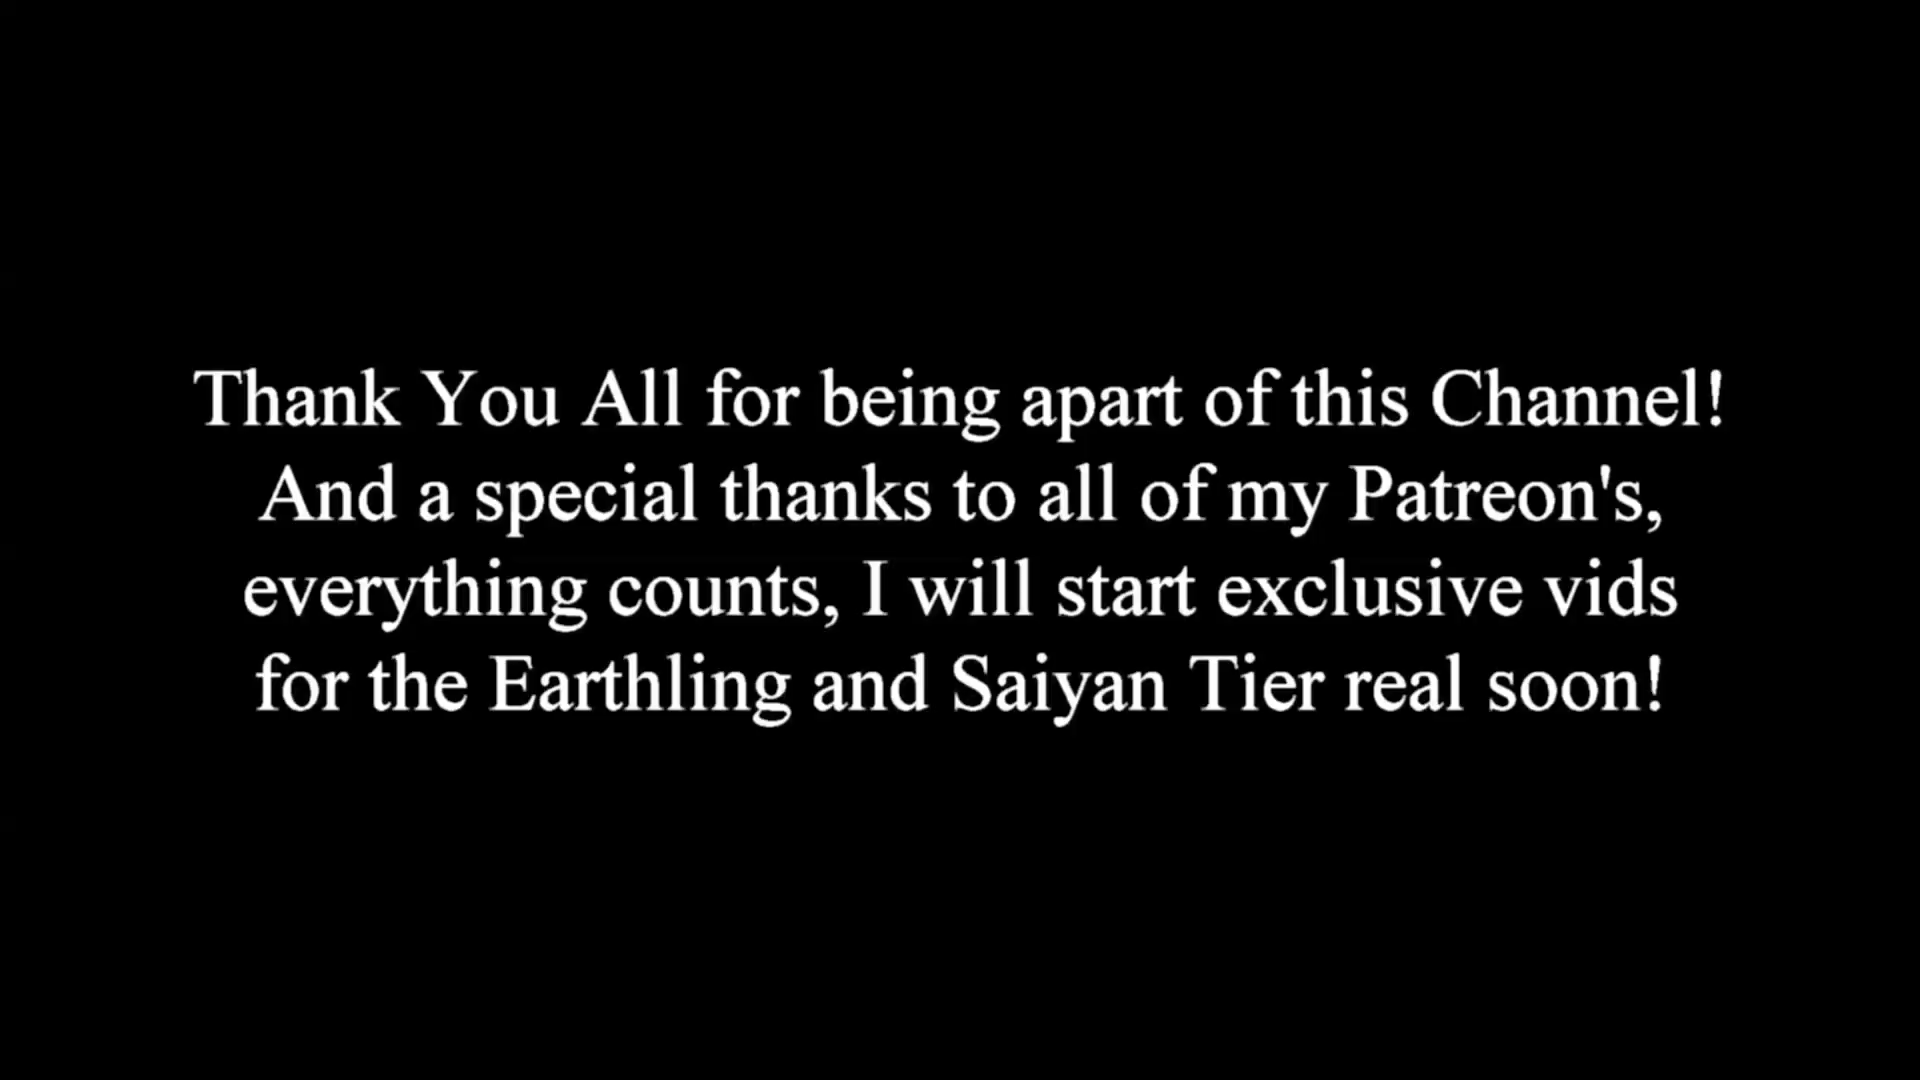 Thank You All for being apart of this Channel!
And a special thanks to all of my Patreon's,
everything counts, I will start exclusive vids
for the Earthling and Saiyan Tier real soon!